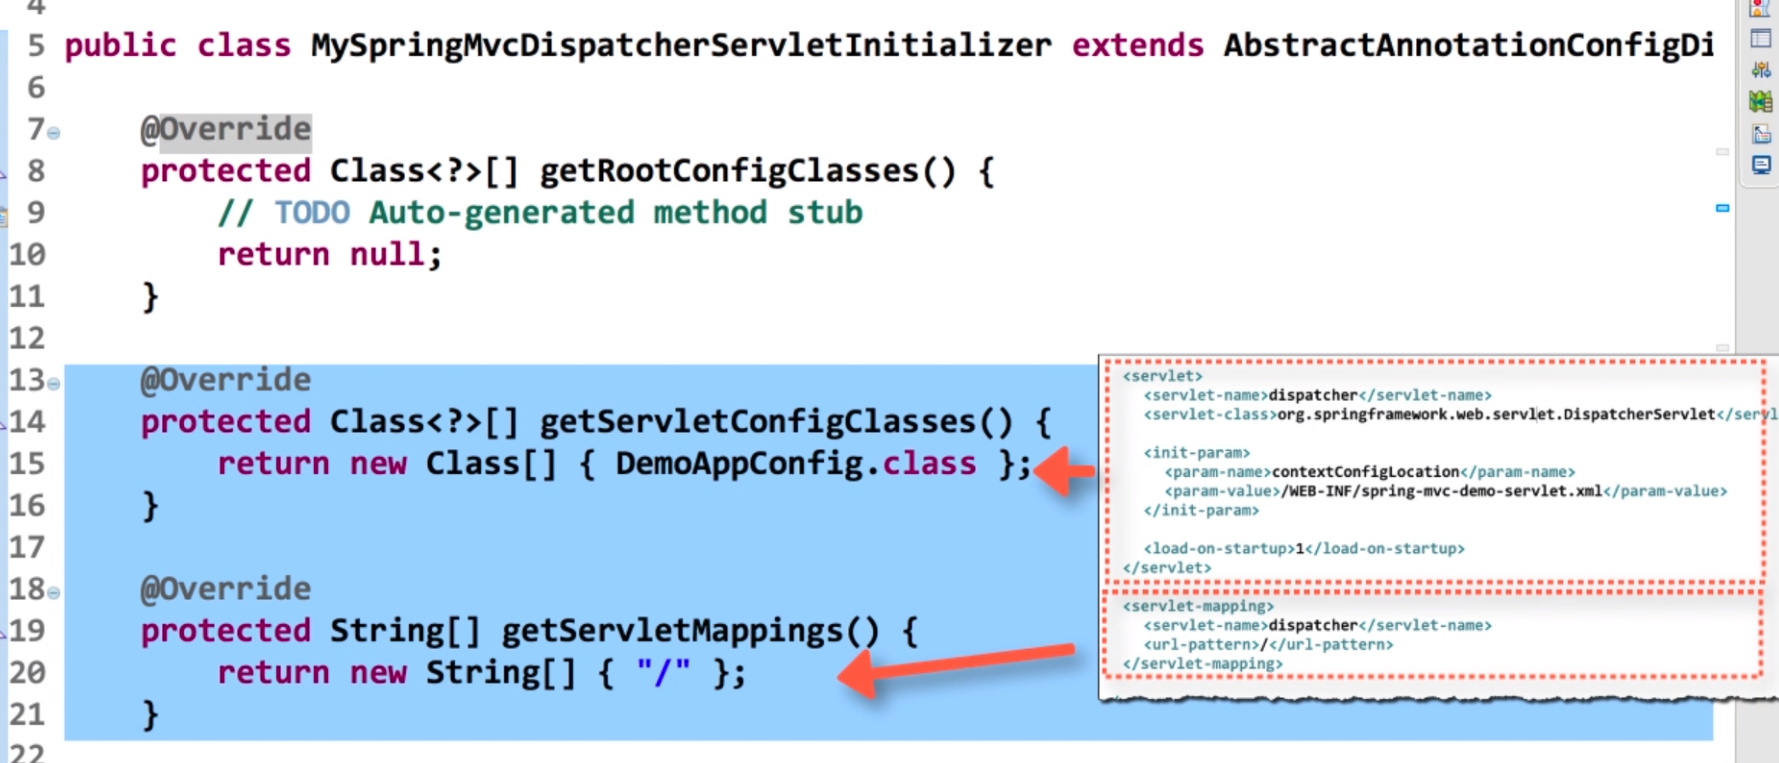 4
5 public class MySpringMvcDispatcherServletInitializer extends AbstractAnnotationConfigDi
6
7 @Override
8 protected Class<?>[] getRootConfigClasses() {
9 // TODO Auto-generated method stub
10 return null;
11 }
12
13 @Override
14 protected Class<?>[] getServletConfigClasses() {
15 return new Class[] { DemoAppConfig.class };
16 }
17
18 @Override
19 protected String[] getServletMappings() {
20 return new String[] { "/" };
21 }
22
<servlet>
<servlet-name>dispatcher</servlet-name>
<servlet-class>org.springframework.web.servlet.DispatcherServlet</servl
<init-param>
<param-name>contextConfigLocation</param-name>
<param-value>/WEB-INF/spring-mvc-demo-servlet.xml</param-value>
</init-param>
<load-on-startup>1</load-on-startup>
</servlet>
<servlet-mapping>
<servlet-name>dispatcher</servlet-name>
<url-pattern>/</url-pattern>
</servlet-mapping>